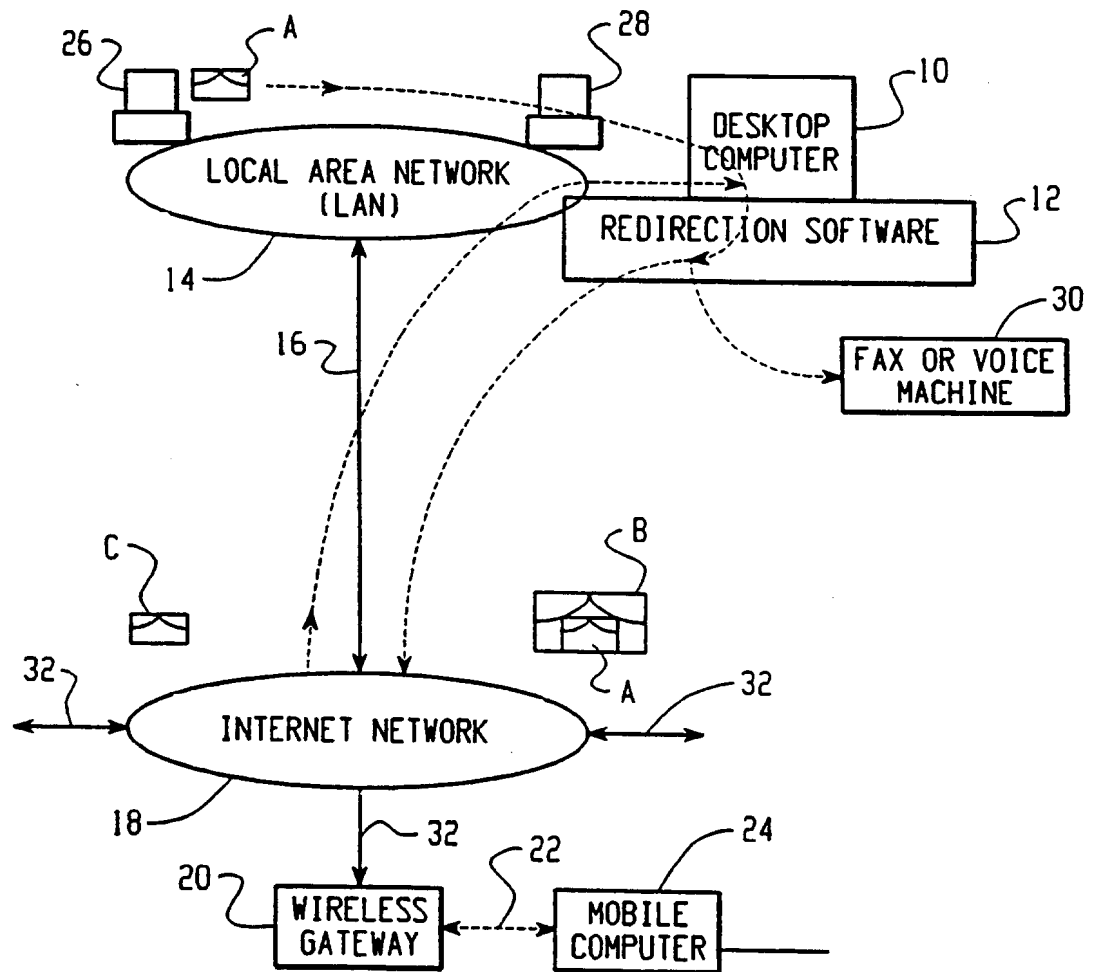 26
A
28
10
DESKTOP
COMPUTER
LOCAL AREA NETWORK
(LAN)
12
REDIRECTION SOFTWARE
14
16
30
FAX OR VOICE
MACHINE
C
B
A
32
32
INTERNET NETWORK
18
32
20
22
24
WIRELESS
GATEWAY
MOBILE
COMPUTER